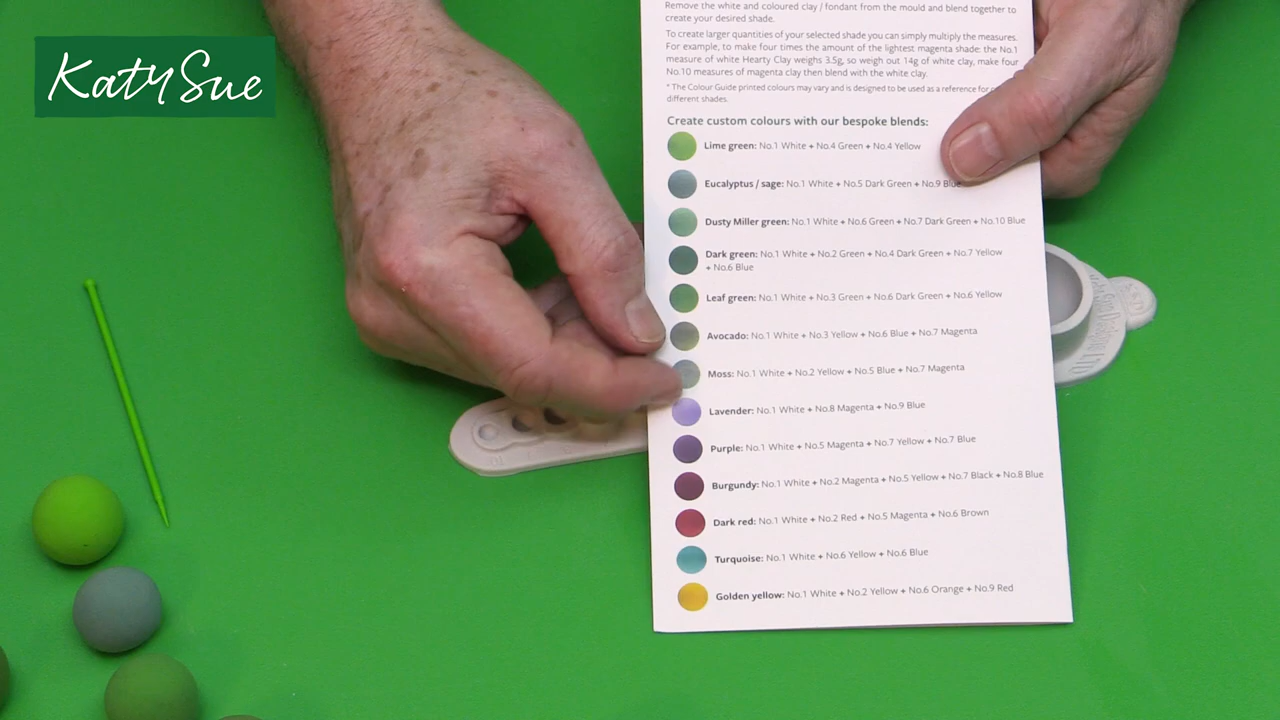 Katy Sue
Remove the white and coloured clay / fondant from the mould and blend together to
create your desired shade.
To create larger quantities of your selected shade you can simply multiply the measures.
For example, to make four times the amount of the lightest magenta shade: the No.1
measure of white Hearty Clay weighs 3.5g, so weigh out 14g of white clay, make four
No.10 measures of magenta clay then blend with the white clay.
* The Colour Guide printed colours may vary and is designed to be used as a reference for
different shades.
Create custom colours with our bespoke blends:
Lime green: No.1 White + No.4 Green + No.4 Yellow
Eucalyptus / sage: No.1 White + No.5 Dark Green + No.9 Blue
Dusty Miller green: No.1 White + No.6 Green + No.7 Dark Green + No.10 Blue
Dark green: No.1 White + No.2 Green + No.4 Dark Green + No.7 Yellow
+ No.6 Blue
Leaf green: No.1 White + No.3 Green + No.6 Dark Green + No.6 Yellow
Avocado: No.1 White + No.3 Yellow + No.6 Blue + No.7 Magenta
Moss: No.1 White + No.2 Yellow + No.5 Blue + No.7 Magenta
Lavender: No.1 White + No.8 Magenta + No.9 Blue
Purple: No.1 White + No.5 Magenta + No.7 Yellow + No.7 Blue
Burgundy: No.1 White + No.2 Magenta + No.5 Yellow + No.7 Black + No.8 Blue
Dark red: No.1 White + No.2 Red + No.5 Magenta + No.6 Brown
Turquoise: No.1 White + No.6 Yellow + No.6 Blue
Golden yellow: No.1 White + No.2 Yellow + No.6 Orange + No.9 Red